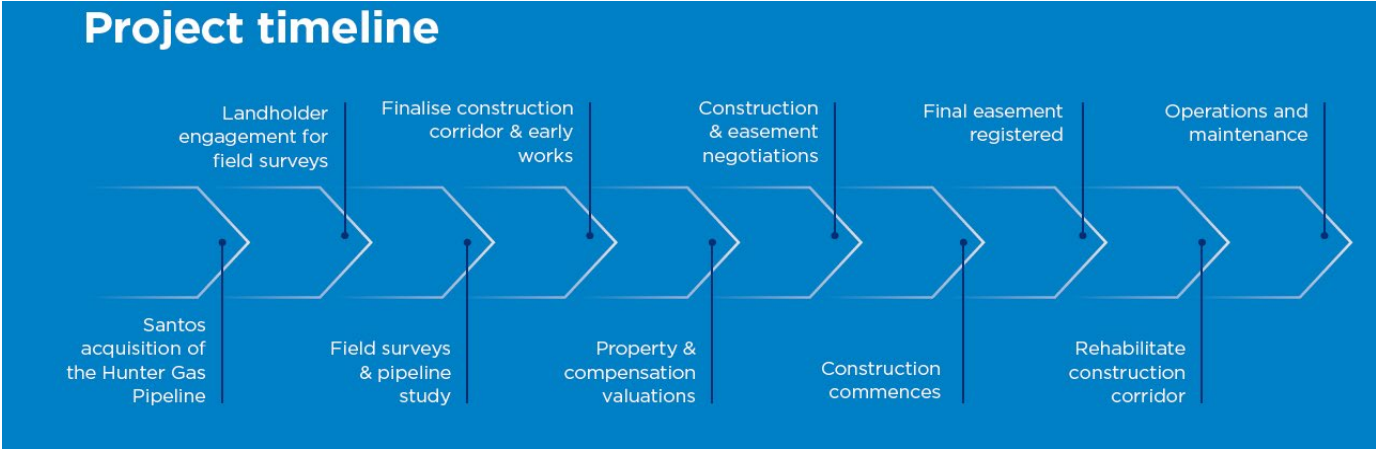 Project timeline
Santos
acquisition of
the Hunter Gas
Pipeline
Landholder
engagement for
field surveys
Field surveys
& pipeline
study
Finalise construction
corridor & early
works
Property &
compensation
valuations
Construction
& easement
negotiations
Construction
commences
Final easement
registered
Rehabilitate
construction
corridor
Operations and
maintenance